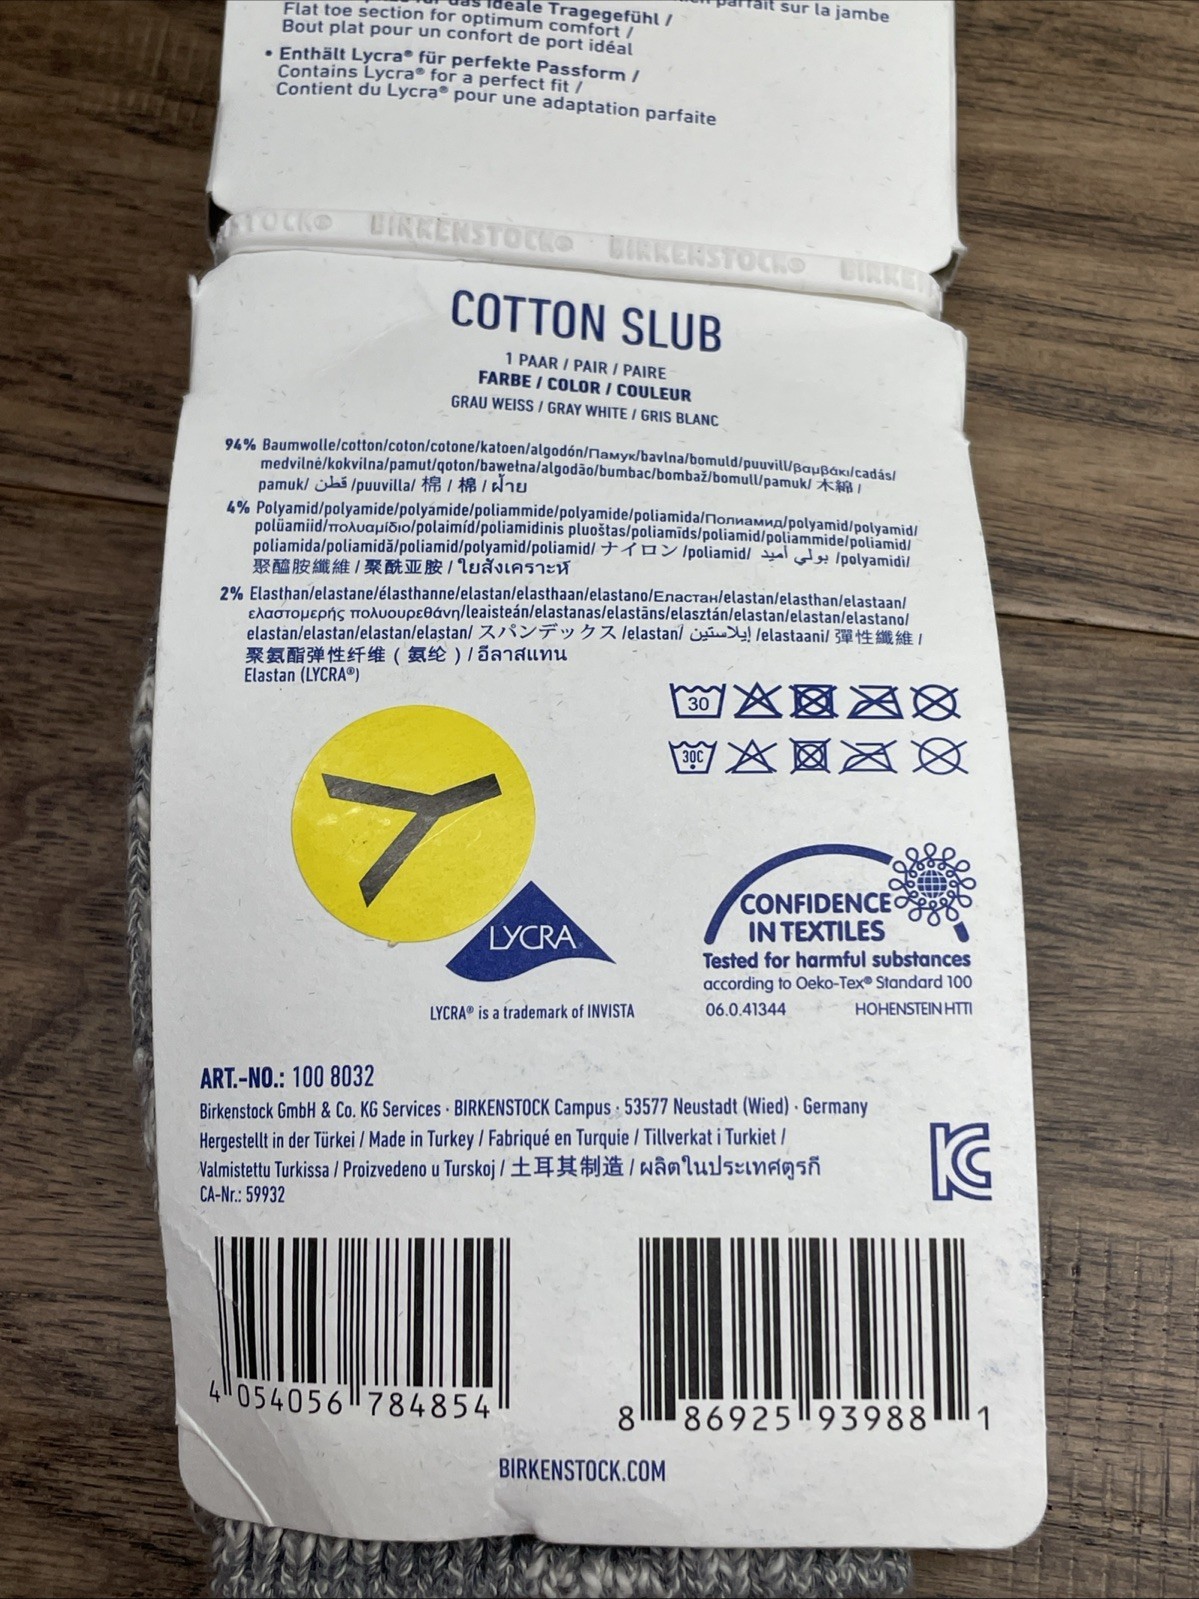 das ideale Tragegefühl /
parfait sur la jambe
Flat toe section for optimum comfort /
Bout plat pour un confort de port idéal
• Enthält Lycra® für perfekte Passform /
Contains Lycra® for a perfect fit /
Contient du Lycra® pour une adaptation parfaite
BIRKENSTOCK® BIRKENSTOCK®
COTTON SLUB
1 PAAR / PAIR / PAIRE
FARBE / COLOR / COULEUR
GRAU WEISS / GRAY WHITE / GRIS BLANC
94% Baumwolle/cotton/coton/cotone/katoen/algodón/Памук/bavlna/bomuld/puuvill/βαμβάκι/cadás/
medvilnė/kokvilna/pamut/qoton/bawełna/algodão/bumbac/bombaž/bomull/pamuk/ 木綿 /
pamuk/ قطن /puuvilla/ 棉 / 棉 / ฝ้าย
4% Polyamid/polyamide/polyamide/poliammide/polyamide/poliamida/Полиамид/polyamid/polyamid/
polüamiid/πολυαμίδιο/polaimíd/poliamidinis pluoštas/poliamīds/poliamid/poliammide/poliamid/
poliamida/poliamidă/poliamid/polyamid/poliamid/ ナイロン /poliamid/ بولي أميد /polyamidi/
聚醯胺纖維 / 聚酰亚胺 / ใยสังเคราะห์
2% Elasthan/elastane/élasthanne/elastan/elasthaan/elastano/Еластан/elastan/elasthan/elastaan/
ελαστομερής πολυουρεθάνη/leaisteán/elastanas/elastāns/elasztán/elastan/elastan/elastano/
elastan/elastan/elastan/elastan/ スパンデックス /elastan/ إيلاستين /elastaani/ 彈性纖維 /
聚氨酯弹性纤维 ( 氨纶 ) / อีลาสแทน
Elastan (LYCRA®)
30
30C
LYCRA
LYCRA® is a trademark of INVISTA
CONFIDENCE
IN TEXTILES
Tested for harmful substances
according to Oeko-Tex® Standard 100
06.0.41344 HOHENSTEIN HTTI
ART.-NO.: 100 8032
Birkenstock GmbH & Co. KG Services · BIRKENSTOCK Campus · 53577 Neustadt (Wied) · Germany
Hergestellt in der Türkei / Made in Turkey / Fabriqué en Turquie / Tillverkat i Turkiet /
Valmistettu Turkissa / Proizvedeno u Turskoj / 土耳其制造 / ผลิตในประเทศตุรกี
CA-Nr.: 59932
KC
4 054056 784854
8 86925 93988 1
BIRKENSTOCK.COM